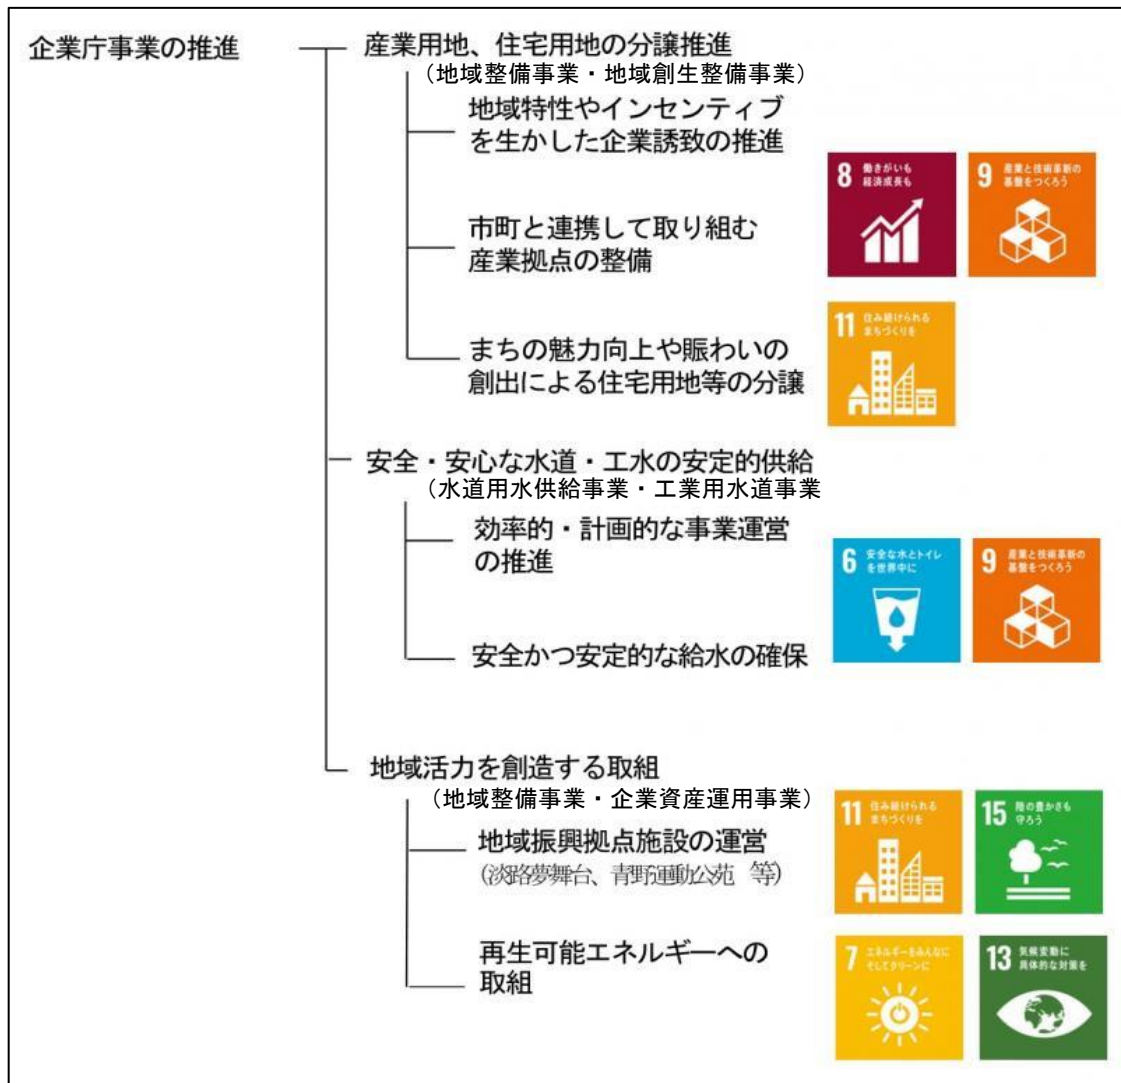 企業庁事業の推進
産業用地、住宅用地の分譲推進
（地域整備事業・地域創生整備事業）
地域特性やインセンティブ
を生かした企業誘致の推進
市町と連携して取り組む
産業拠点の整備
まちの魅力向上や賑わいの
創出による住宅用地等の分譲
8 働きがいも
経済成長も
9 産業と技術革新の
基盤をつくろう
11 住み続けられる
まちづくりを
安全・安心な水道・工水の安定的供給
（水道用水供給事業・工業用水道事業
効率的・計画的な事業運営
の推進
安全かつ安定的な給水の確保
6 安全な水とトイレ
を世界中に
9 産業と技術革新の
基盤をつくろう
地域活力を創造する取組
（地域整備事業・企業資産運用事業）
地域振興拠点施設の運営
（淡路夢舞台、青野運動公苑 等）
再生可能エネルギーへの
取組
11 住み続けられる
まちづくりを
15 陸の豊かさも
守ろう
7 エネルギーをみんなに
そしてクリーンに
13 気候変動に
具体的な対策を